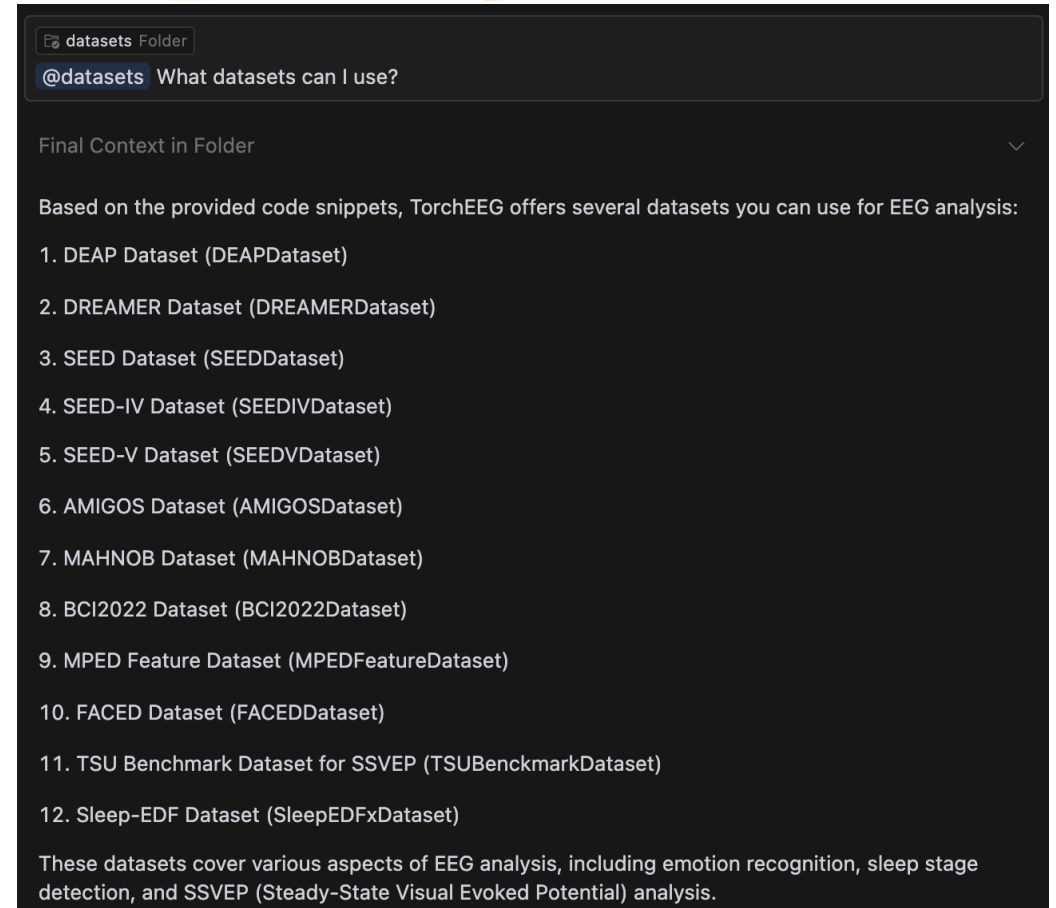 datasets Folder
@datasets What datasets can I use?
Final Context in Folder
Based on the provided code snippets, TorchEEG offers several datasets you can use for EEG analysis:
1. DEAP Dataset (DEAPDataset)
2. DREAMER Dataset (DREAMERDataset)
3. SEED Dataset (SEEDDataset)
4. SEED-IV Dataset (SEEDIVDataset)
5. SEED-V Dataset (SEEDVDataset)
6. AMIGOS Dataset (AMIGOSDataset)
7. MAHNOB Dataset (MAHNOBDataset)
8. BCI2022 Dataset (BCI2022Dataset)
9. MPED Feature Dataset (MPEDFeatureDataset)
10. FACED Dataset (FACEDDataset)
11. TSU Benchmark Dataset for SSVEP (TSUBenckmarkDataset)
12. Sleep-EDF Dataset (SleepEDFxDataset)
These datasets cover various aspects of EEG analysis, including emotion recognition, sleep stage
detection, and SSVEP (Steady-State Visual Evoked Potential) analysis.